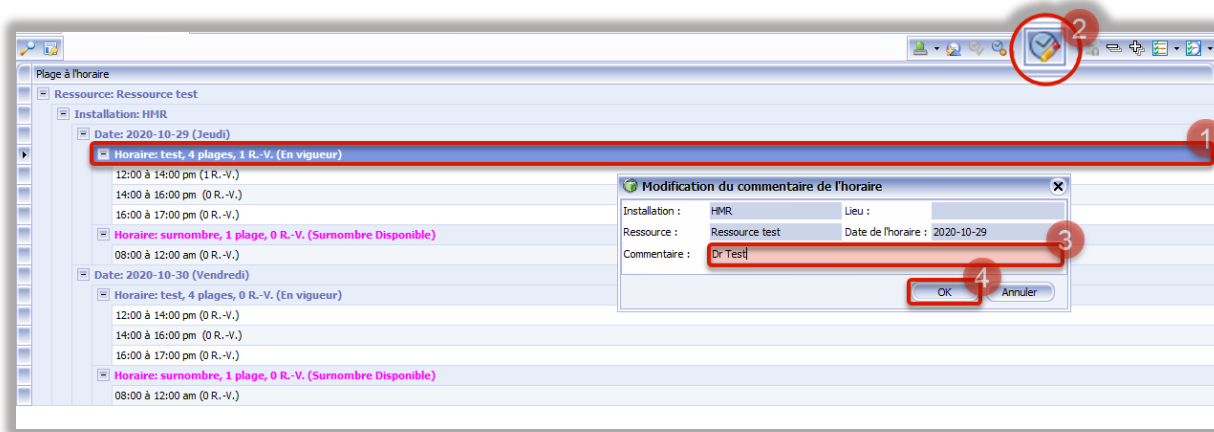 2
Plage à l'horaire
Ressource: Ressource test
Installation: HMR
Date: 2020-10-29 (Jeudi)
1
Horaire: test, 4 plages, 1 R.-V. (En vigueur)
12:00 à 14:00 pm (1 R.-V.)
14:00 à 16:00 pm (0 R.-V.)
16:00 à 17:00 pm (0 R.-V.)
Horaire: surnombre, 1 plage, 0 R.-V. (Surnombre Disponible)
08:00 à 12:00 am (0 R.-V.)
Date: 2020-10-30 (Vendredi)
Horaire: test, 4 plages, 0 R.-V. (En vigueur)
12:00 à 14:00 pm (0 R.-V.)
14:00 à 16:00 pm (0 R.-V.)
16:00 à 17:00 pm (0 R.-V.)
Horaire: surnombre, 1 plage, 0 R.-V. (Surnombre Disponible)
08:00 à 12:00 am (0 R.-V.)
Modification du commentaire de l'horaire
Installation : HMR Lieu :
Ressource : Ressource test Date de l'horaire : 2020-10-29
3
Commentaire : Dr Test
4
OK Annuler